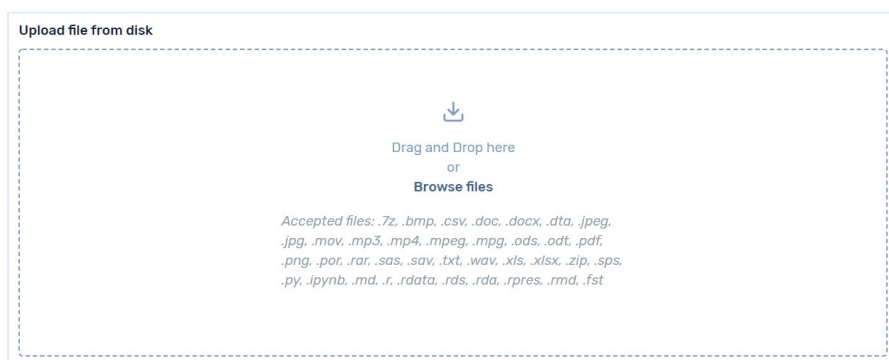 Upload file from disk
Drag and Drop here
or
Browse files
Accepted files: .7z, .bmp, .csv, .doc, .docx, .dta, .jpeg,
.jpg, .mov, .mp3, .mp4, .mpeg, .mpg, .ods, .odt, .pdf,
.png, .por, .rar, .sas, .sav, .txt, .wav, .xls, .xlsx, .zip, .sps,
.py, .ipynb, .md, .r, .rdata, .rds, .rda, .rpres, .rmd, .fst